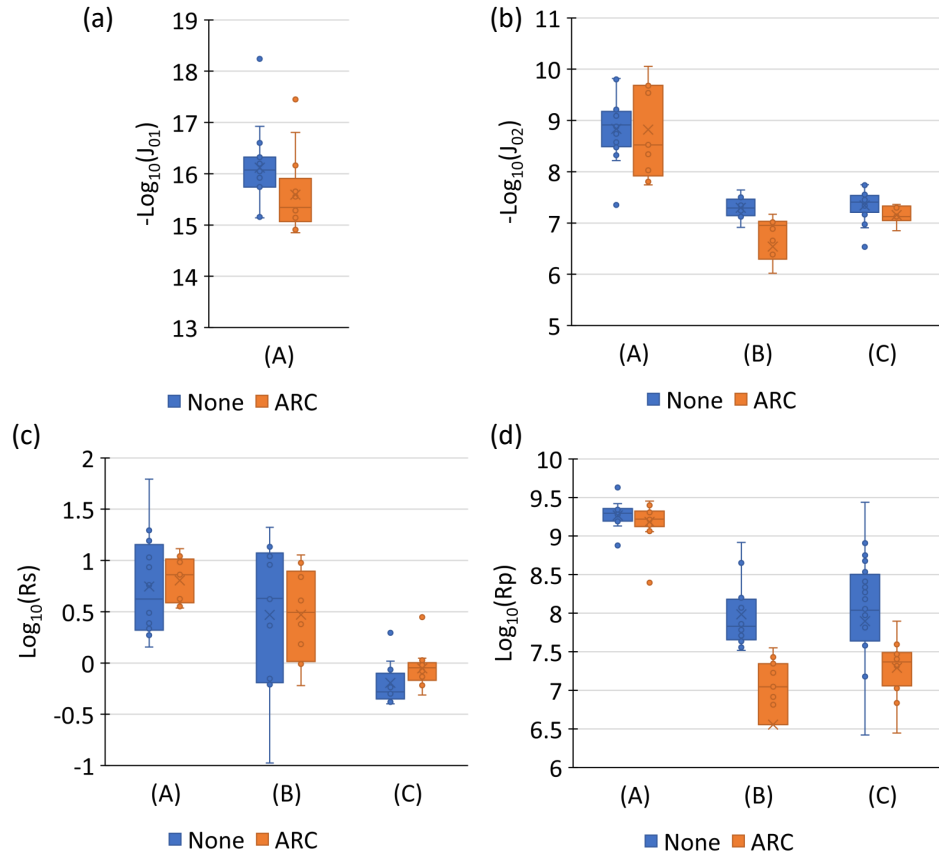 (a)
-Log10(J01)
19
18
17
16
15
14
13
(A)
None ARC
(b)
-Log10(J02)
11
10
9
8
7
6
5
(A) (B) (C)
None ARC
(c)
Log10(Rs)
2
1.5
1
0.5
0
-0.5
-1
(A) (B) (C)
None ARC
(d)
Log10(Rp)
10
9.5
9
8.5
8
7.5
7
6.5
6
(A) (B) (C)
None ARC